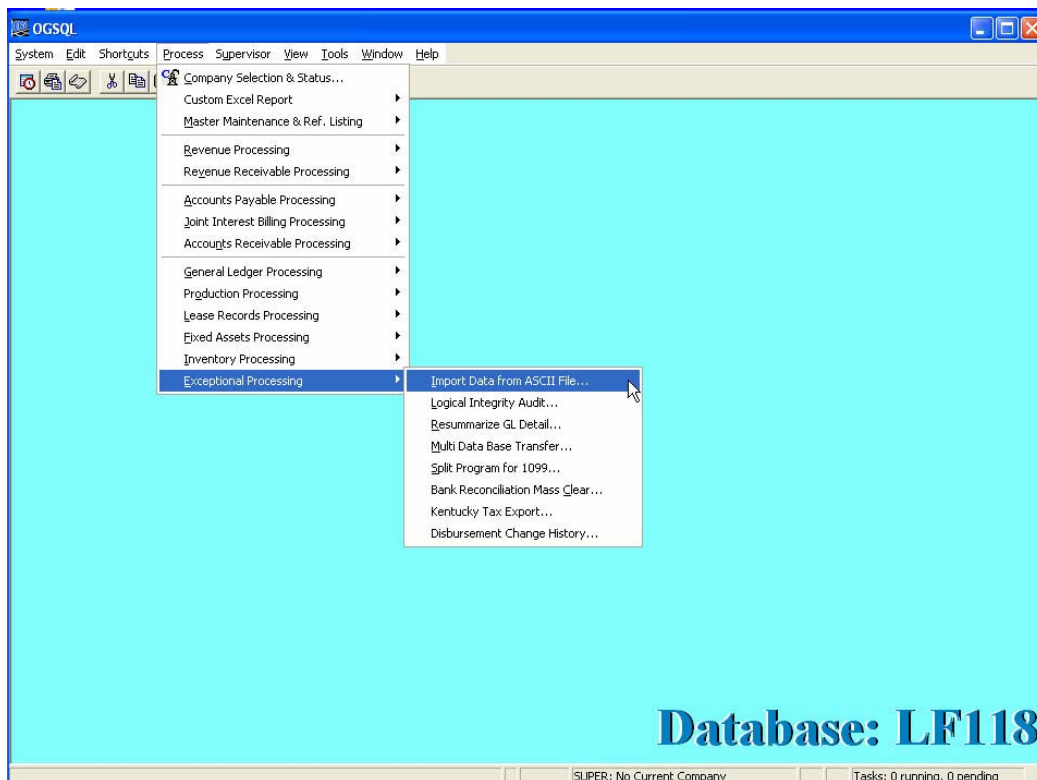 OGSQL
System Edit Shortcuts Process Supervisor View Tools Window Help
Company Selection & Status...
Custom Excel Report
Master Maintenance & Ref. Listing
Revenue Processing
Revenue Receivable Processing
Accounts Payable Processing
Joint Interest Billing Processing
Accounts Receivable Processing
General Ledger Processing
Production Processing
Lease Records Processing
Fixed Assets Processing
Inventory Processing
Exceptional Processing
Import Data from ASCII File...
Logical Integrity Audit...
Resummarize GL Detail...
Multi Data Base Transfer...
Split Program for 1099...
Bank Reconciliation Mass Clear...
Kentucky Tax Export...
Disbursement Change History...
Database: LF118
SUPER: No Current Company
Tasks: 0 running, 0 pending